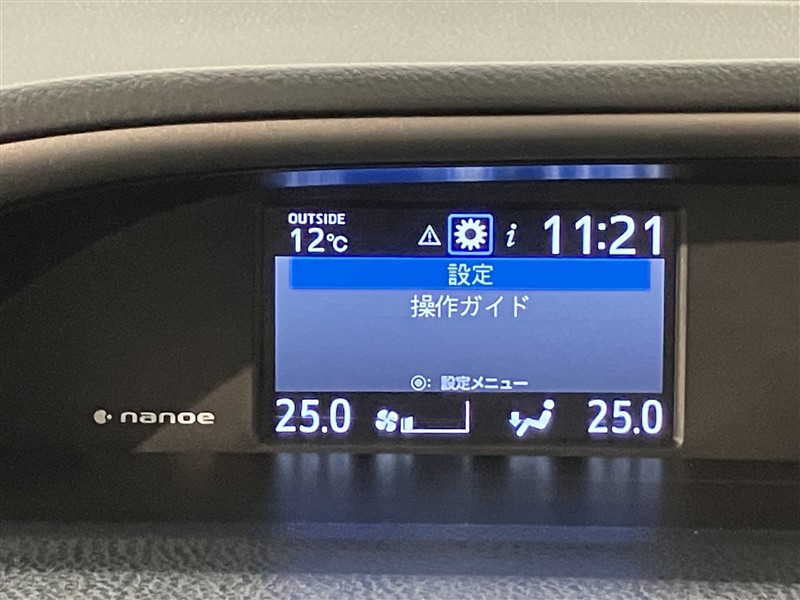 OUTSIDE
12℃
i
11:21
設定
操作ガイド
◉: 設定メニュー
25.0
25.0
nanoe